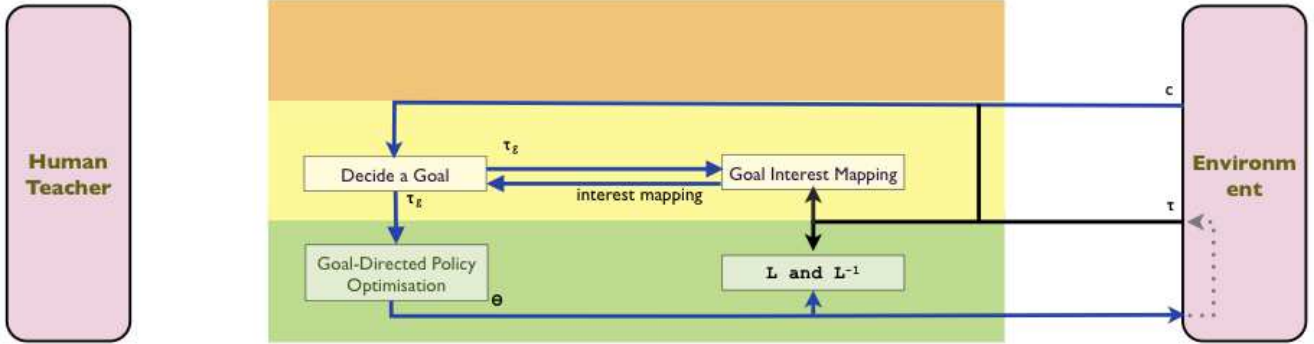 Human
Teacher
c
τg
Decide a Goal
Goal Interest Mapping
interest mapping
τg
Environm
ent
τ
Goal-Directed Policy
Optimisation
L and L⁻¹
Θ